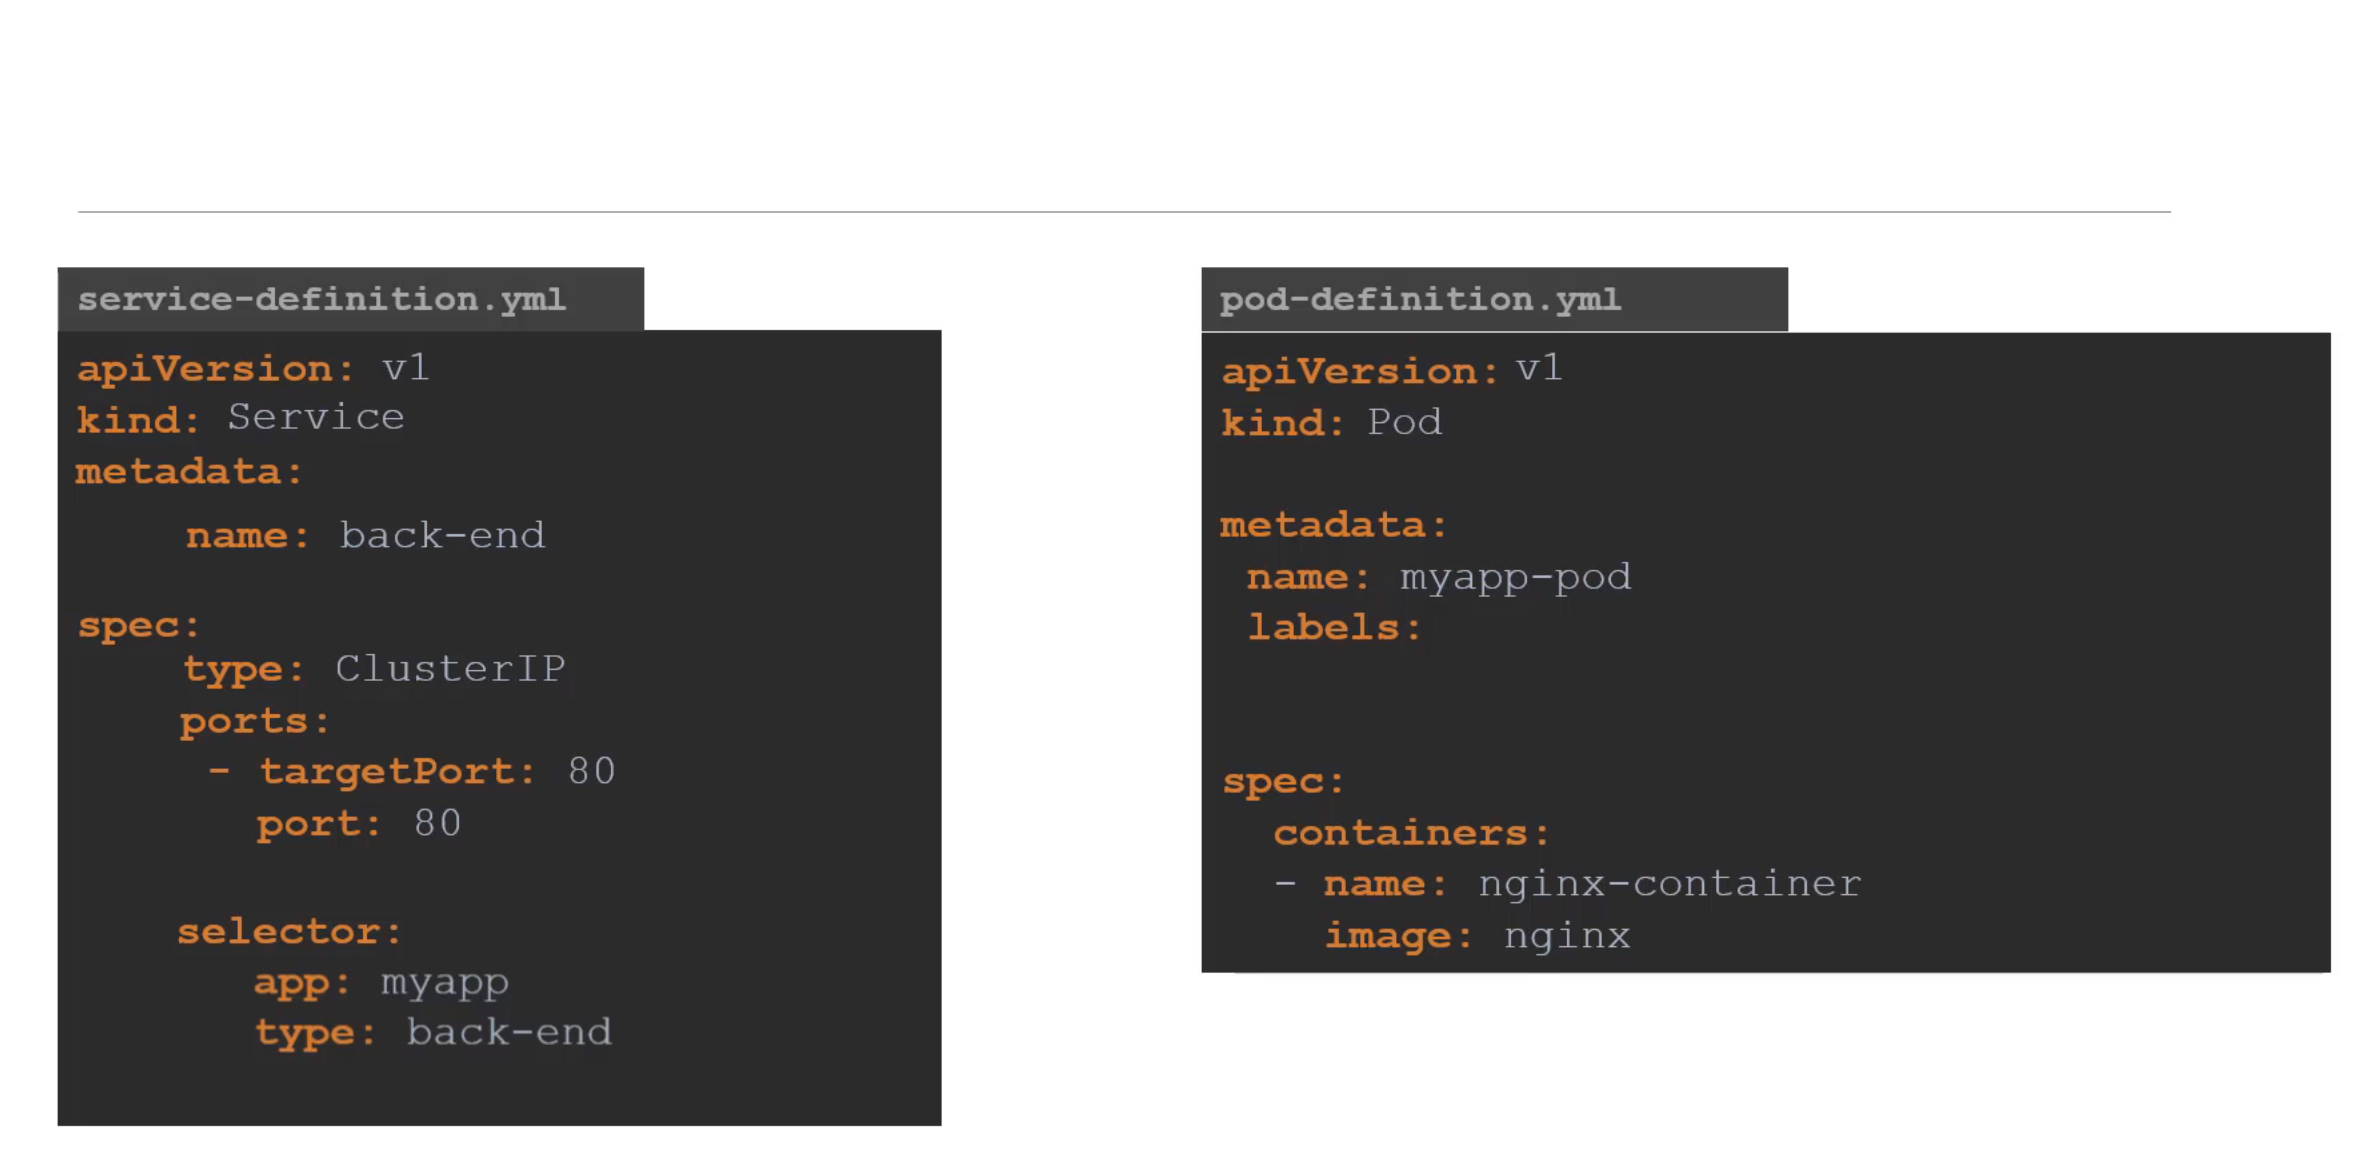 service-definition.yml
apiVersion: v1
kind: Service
metadata:
name: back-end
spec:
type: ClusterIP
ports:
- targetPort: 80
port: 80
selector:
app: myapp
type: back-end
pod-definition.yml
apiVersion: v1
kind: Pod
metadata:
name: myapp-pod
labels:
spec:
containers:
- name: nginx-container
image: nginx